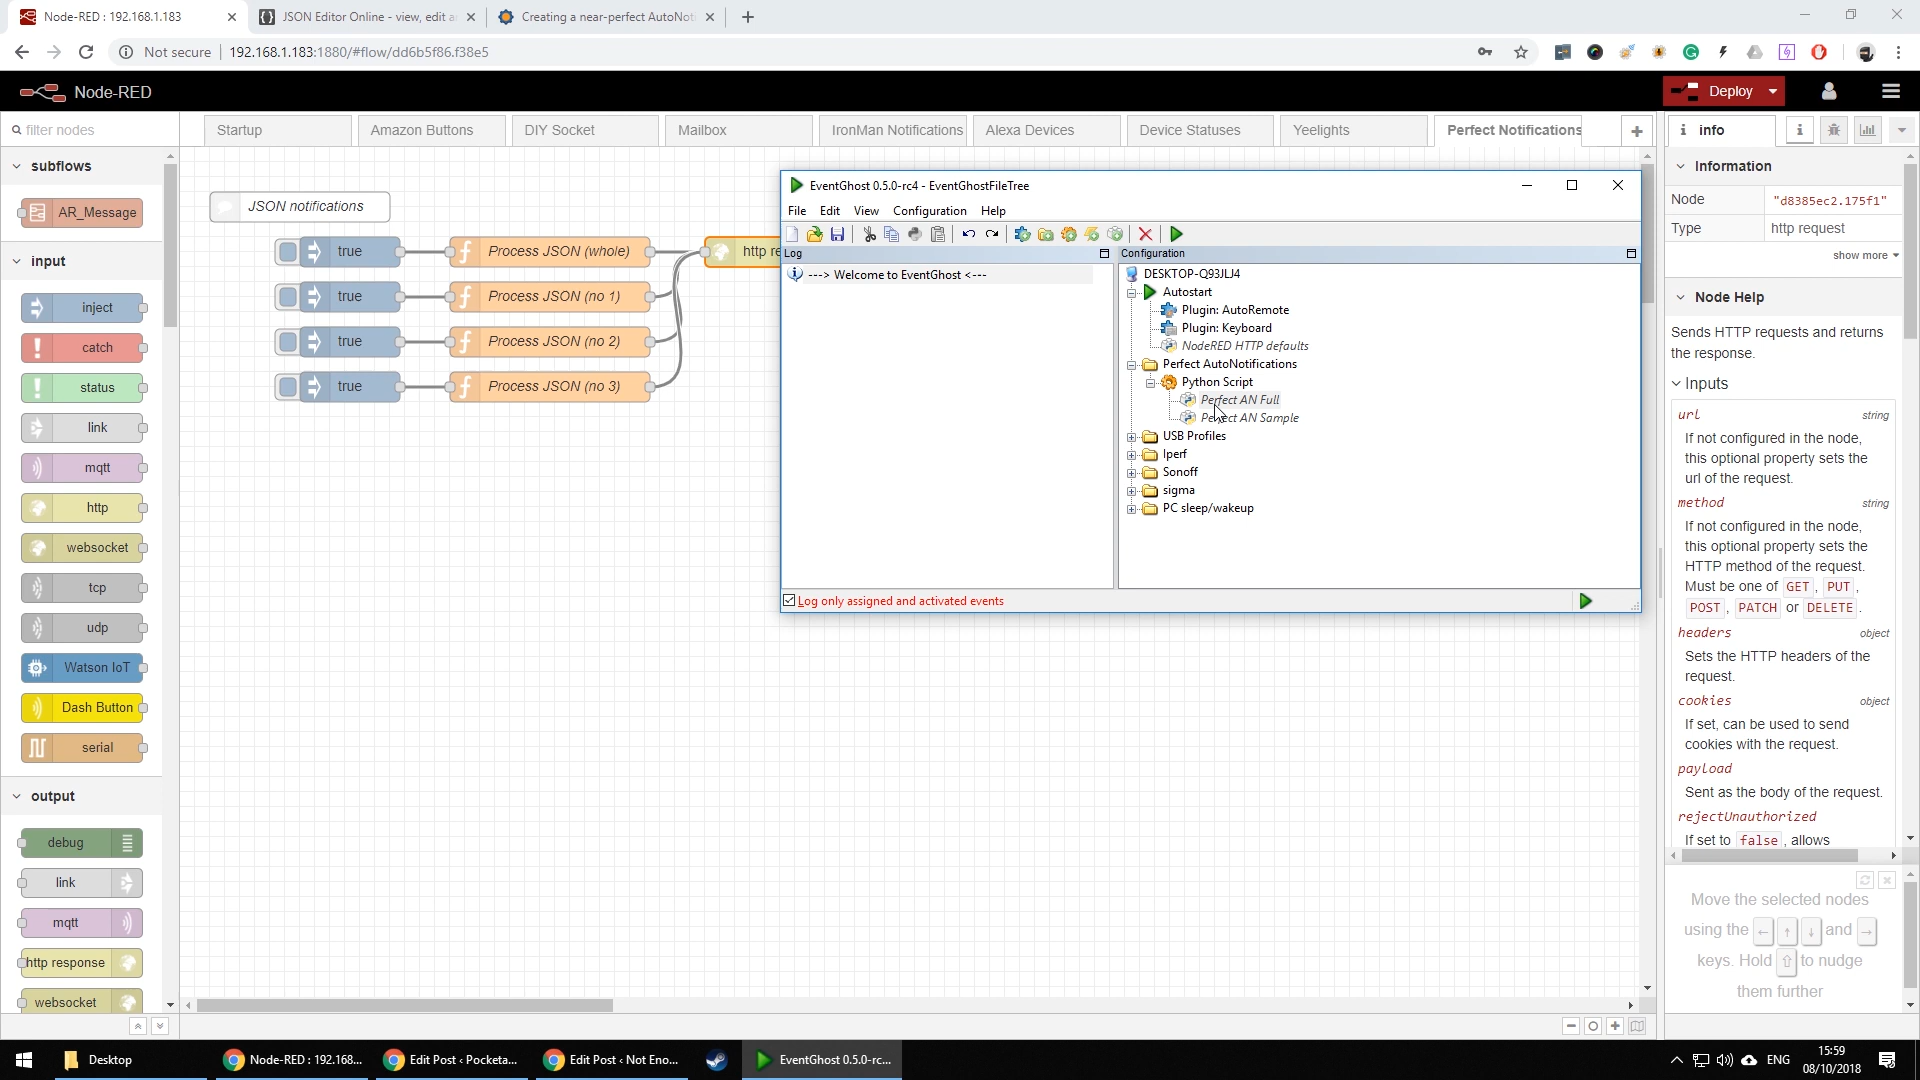 Node-RED : 192.168.1.183
JSON Editor Online - view, edit a
Creating a near-perfect AutoNoti
Not secure
192.168.1.183:1880/#flow/dd6b5f86.f38e5
Node-RED
Deploy
filter nodes
Startup
Amazon Buttons
DIY Socket
Mailbox
IronMan Notifications
Alexa Devices
Device Statuses
Yeelights
Perfect Notifications
info
subflows
AR_Message
input
inject
catch
status
link
mqtt
http
websocket
tcp
udp
Watson IoT
Dash Button
serial
output
debug
link
mqtt
http response
websocket
JSON notifications
true
Process JSON (whole)
http re
true
Process JSON (no 1)
true
Process JSON (no 2)
true
Process JSON (no 3)
EventGhost 0.5.0-rc4 - EventGhostFileTree
File Edit View Configuration Help
Log
Configuration
---> Welcome to EventGhost <---
DESKTOP-Q93JLJ4
Autostart
Plugin: AutoRemote
Plugin: Keyboard
NodeRED HTTP defaults
Perfect AutoNotifications
Python Script
Perfect AN Full
AN Sample
USB Profiles
Iperf
Sonoff
sigma
PC sleep/wakeup
Log only assigned and activated events
Information
Node "d8385ec2.175f1"
Type http request
show more
Node Help
Sends HTTP requests and returns
the response.
Inputs
url string
If not configured in the node,
this optional property sets the
url of the request.
method string
If not configured in the node,
this optional property sets the
HTTP method of the request.
Must be one of GET , PUT ,
POST , PATCH or DELETE .
headers object
Sets the HTTP headers of the
request.
cookies object
If set, can be used to send
cookies with the request.
payload
Sent as the body of the request.
rejectUnauthorized
If set to false , allows
Move the selected nodes
using the ← ↑ ↓ and →
keys. Hold ⇧ to nudge
them further
Desktop
Node-RED : 192.168...
Edit Post ‹ Pocketa...
Edit Post ‹ Not Eno...
EventGhost 0.5.0-rc...
ENG
15:59
08/10/2018